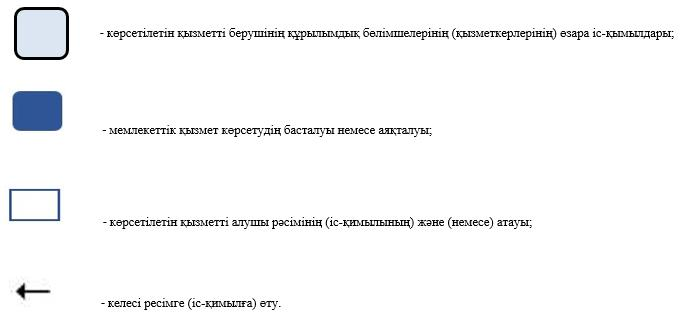 - көрсетілетін қызметті берушінің құрылымдық бөлімшелерінің (қызметкерлерінің) өзара іс-қымылдары;
- мемлекеттік қызмет көрсетудің басталуы немесе аяқталуы;
- көрсетілетін қызметті алушы рәсімінің (іс-қимылының) және (немесе) атауы;
- келесі ресімге (іс-қимылға) өту.